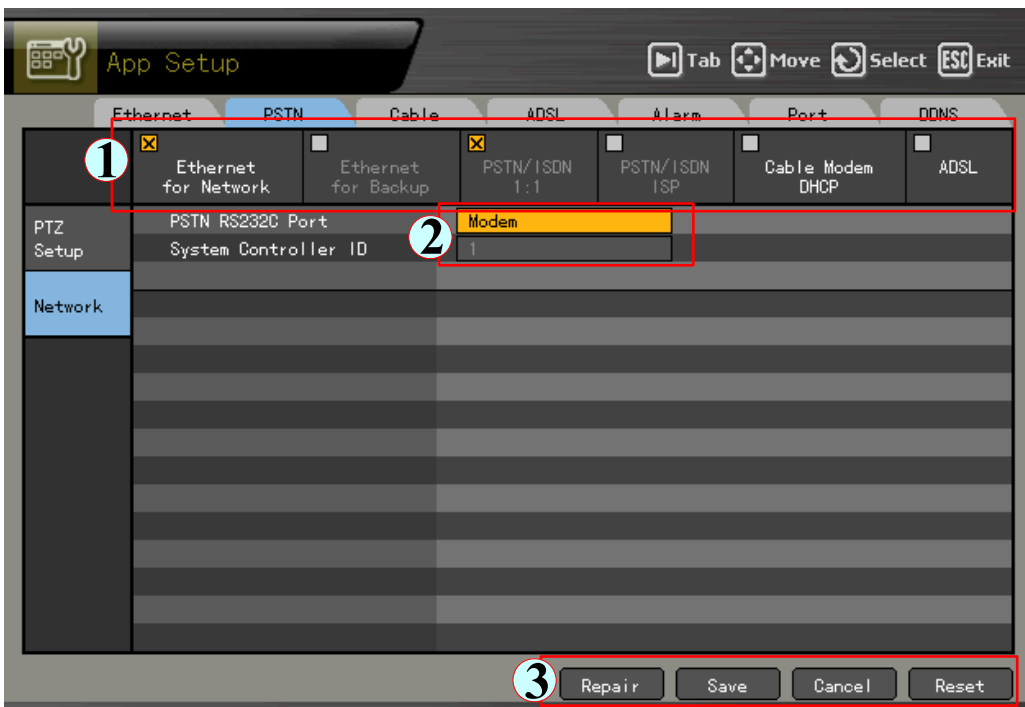 App Setup
Tab Move Select ESC Exit
Ethernet PSTN Cable ADSL Alarm Port DDNS
1
Ethernet
for Network
Ethernet
for Backup
PSTN/ISDN
1:1
PSTN/ISDN
ISP
Cable Modem
DHCP
ADSL
PTZ
Setup
Network
PSTN RS232C Port
2
Modem
System Controller ID
1
3
Repair Save Cancel Reset